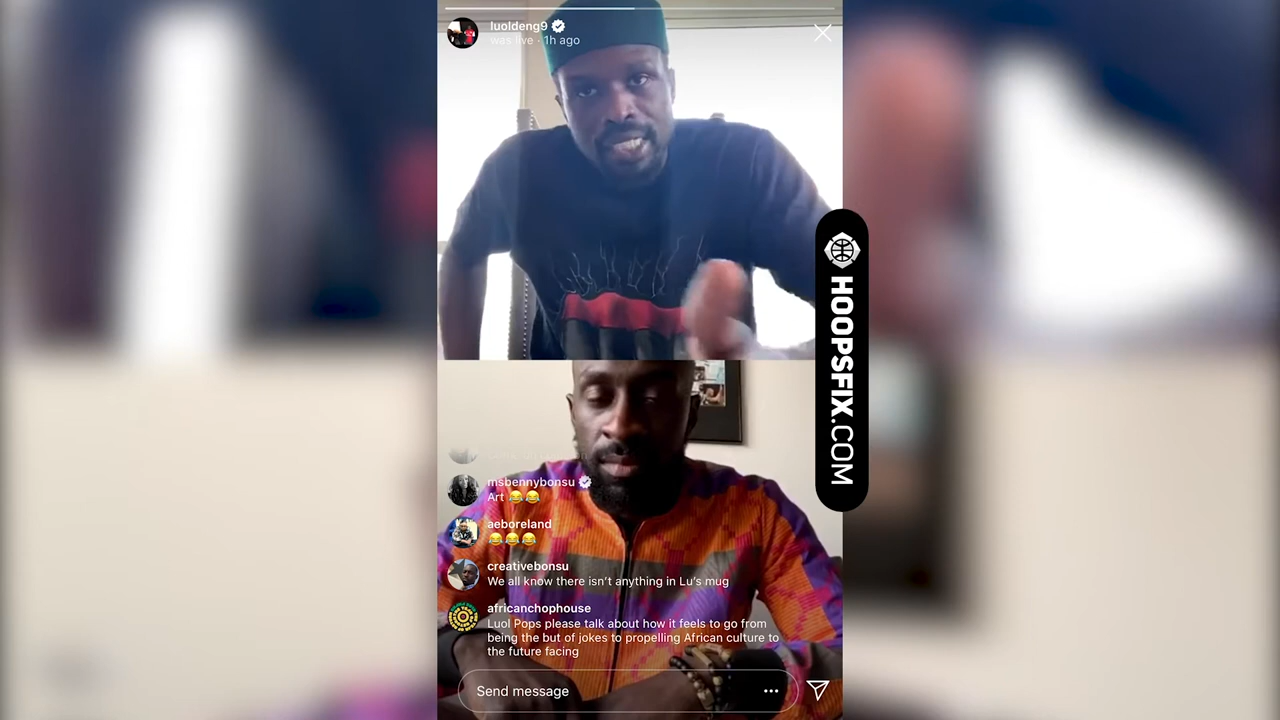 luoldeng9
was live · 1h ago
HOOPSFIX.COM
msbennybonsu
Art 😂😂
aeboreland
😂😂😂
creativebonsu
We all know there isn’t anything in Lu’s mug
africanchophouse
Luol Pops please talk about how it feels to go from
being the but of jokes to propelling African culture to
the future facing
Send message